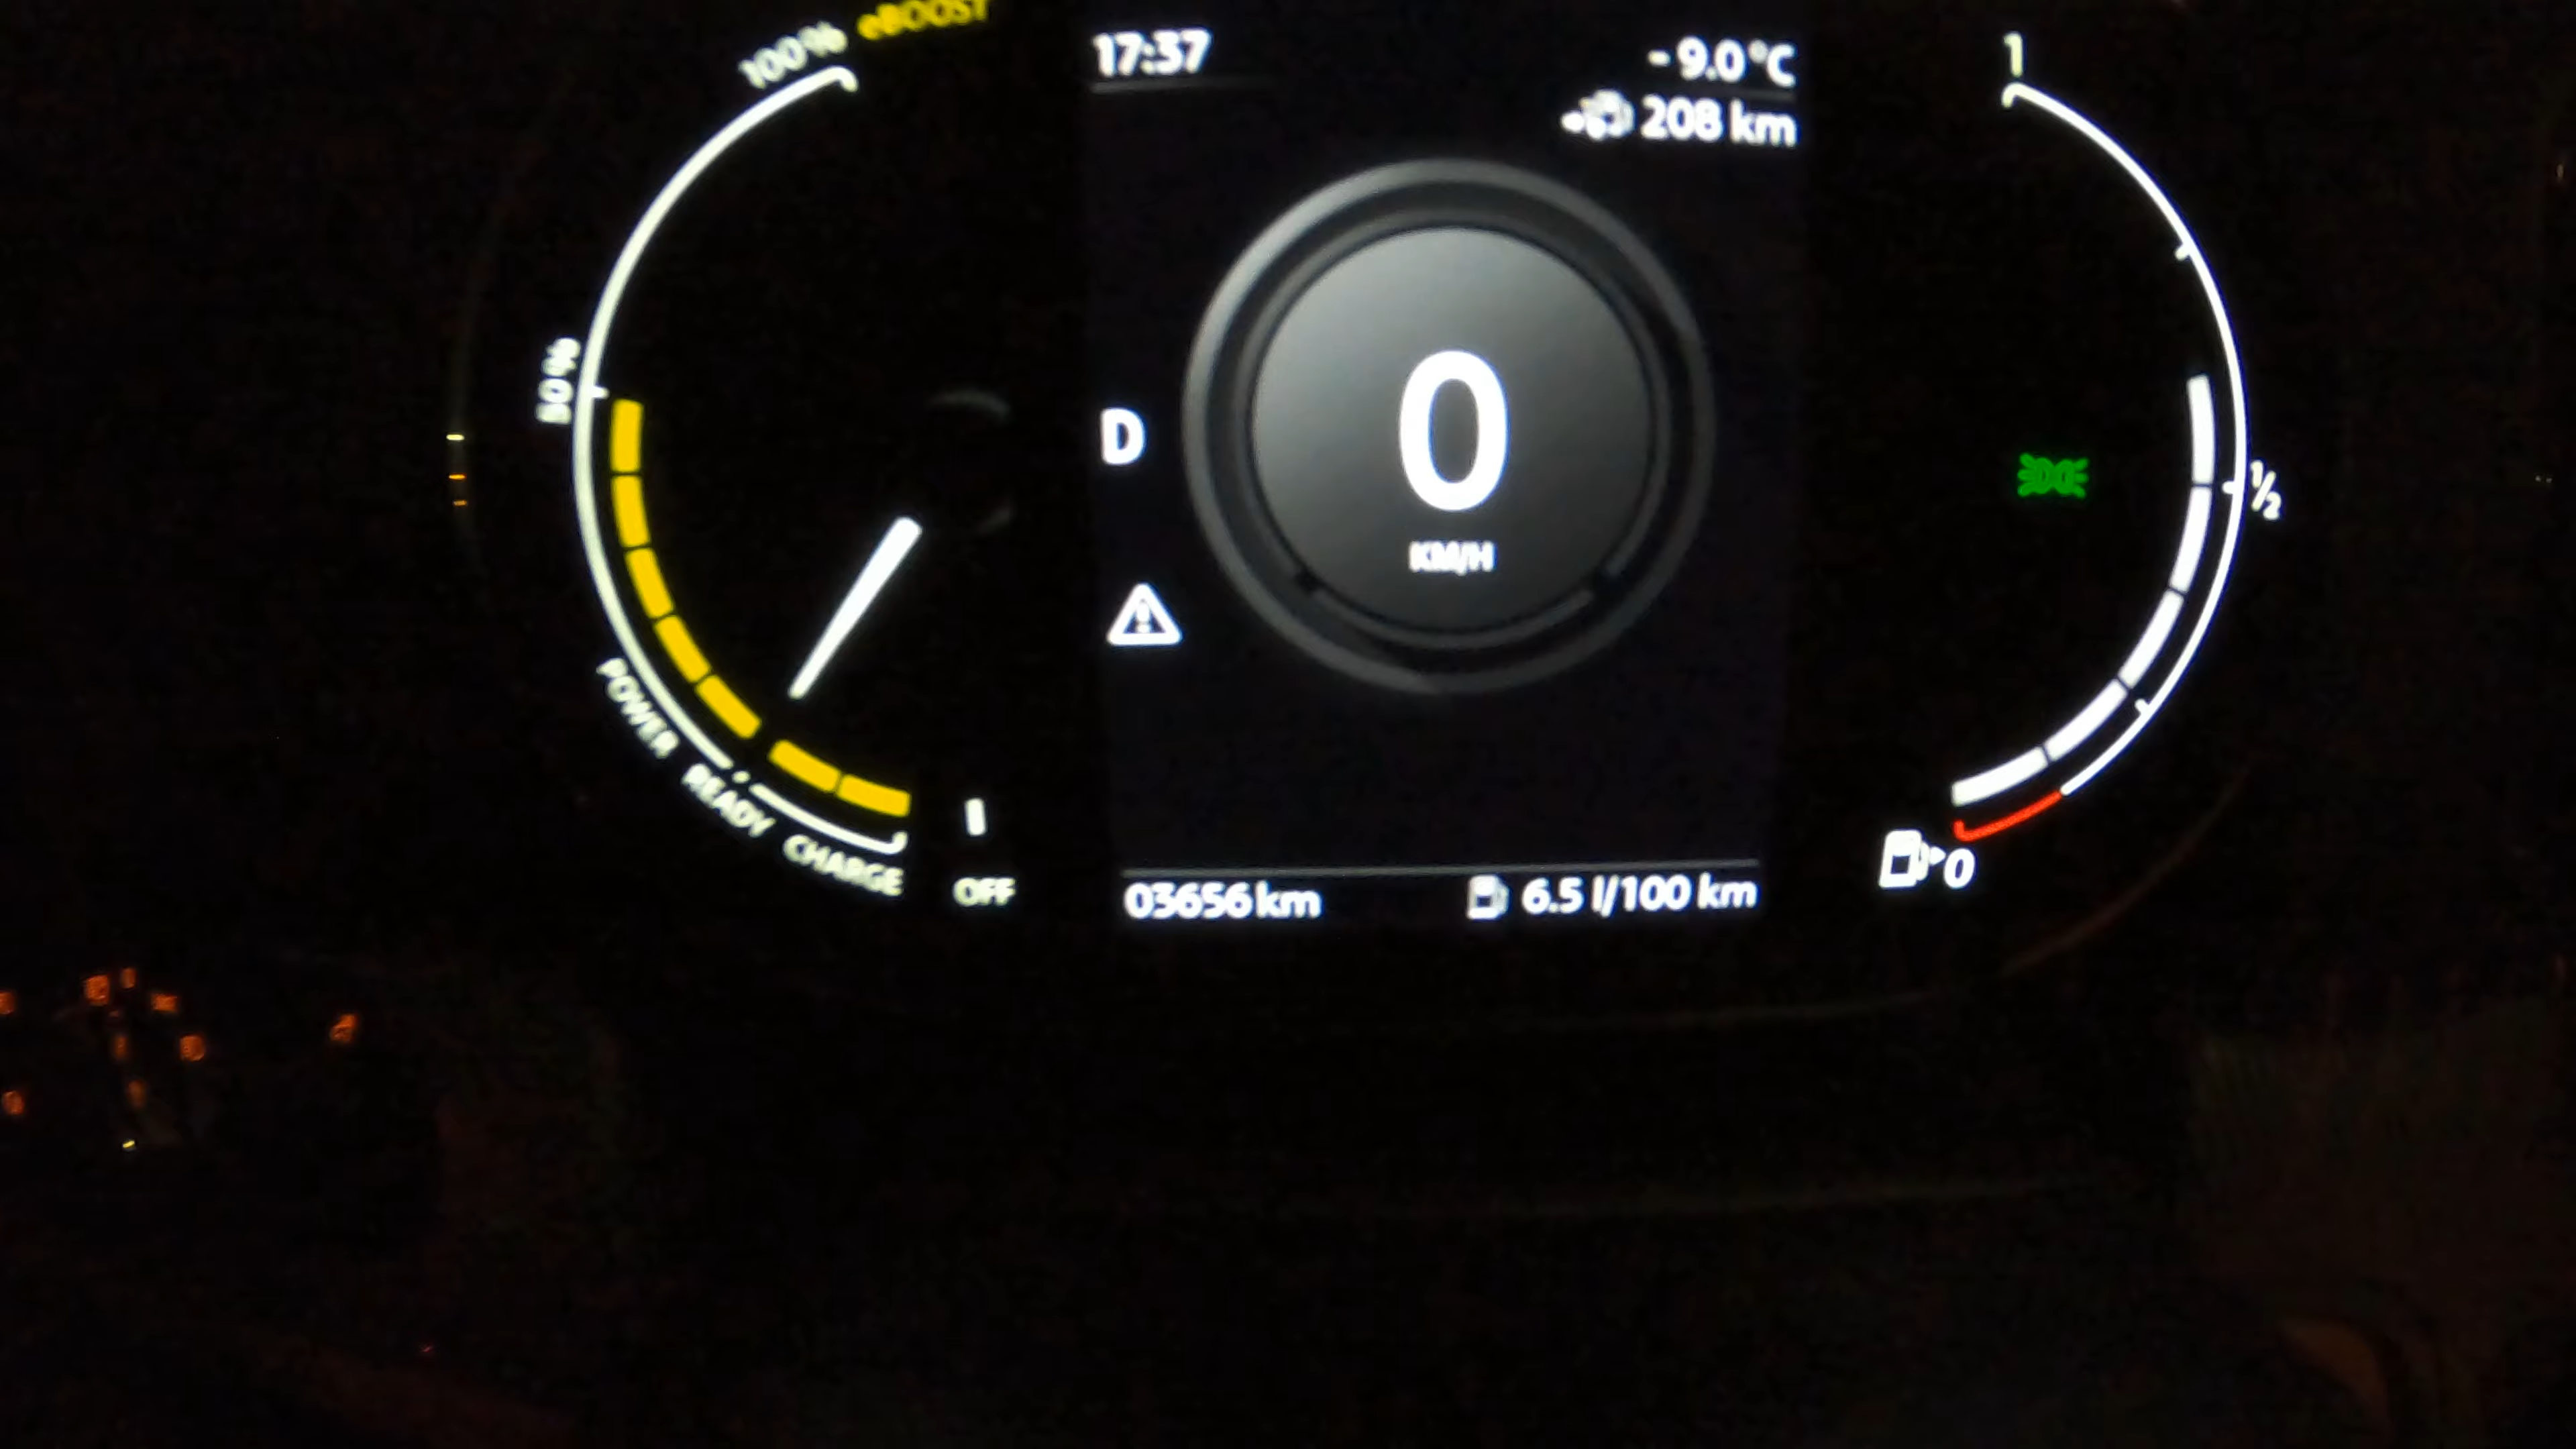 100% eBOOST
50%
POWER
READY
CHARGE
OFF
17:37
- 9.0°C
208 km
D
0
KM/H
03656 km
6.5 l/100 km
1
1/2
0